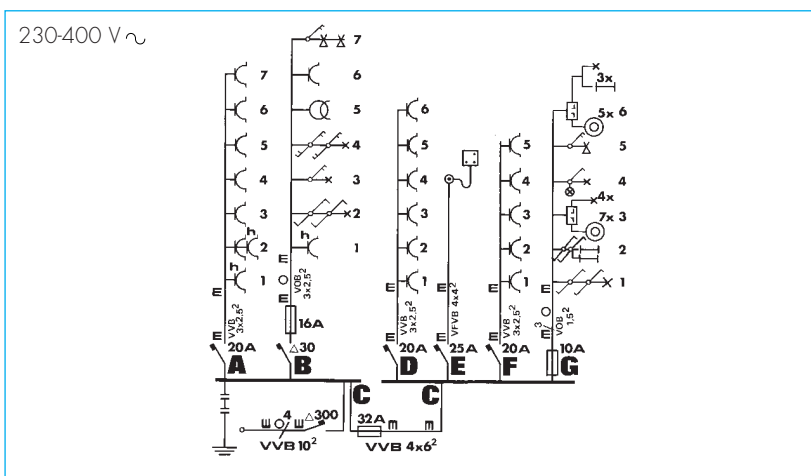 230-400 V~
7
6
5
4
3
2
1
VVB
3x2,5²
20A
A
7
6
5
4
3
2
1
VOB
3x2,5²
16A
△30
B
6
5
4
3
2
1
VVB
3x2,5²
20A
D
VFVB 4x4²
25A
E
5
4
3
2
1
VVB
3x2,5²
20A
F
3x
5x 6
5
4
4x
7x 3
2
1
VOB
1,5²
3
10A
G
C
C
4
△300
VVB 10²
32A
VVB 4x6²